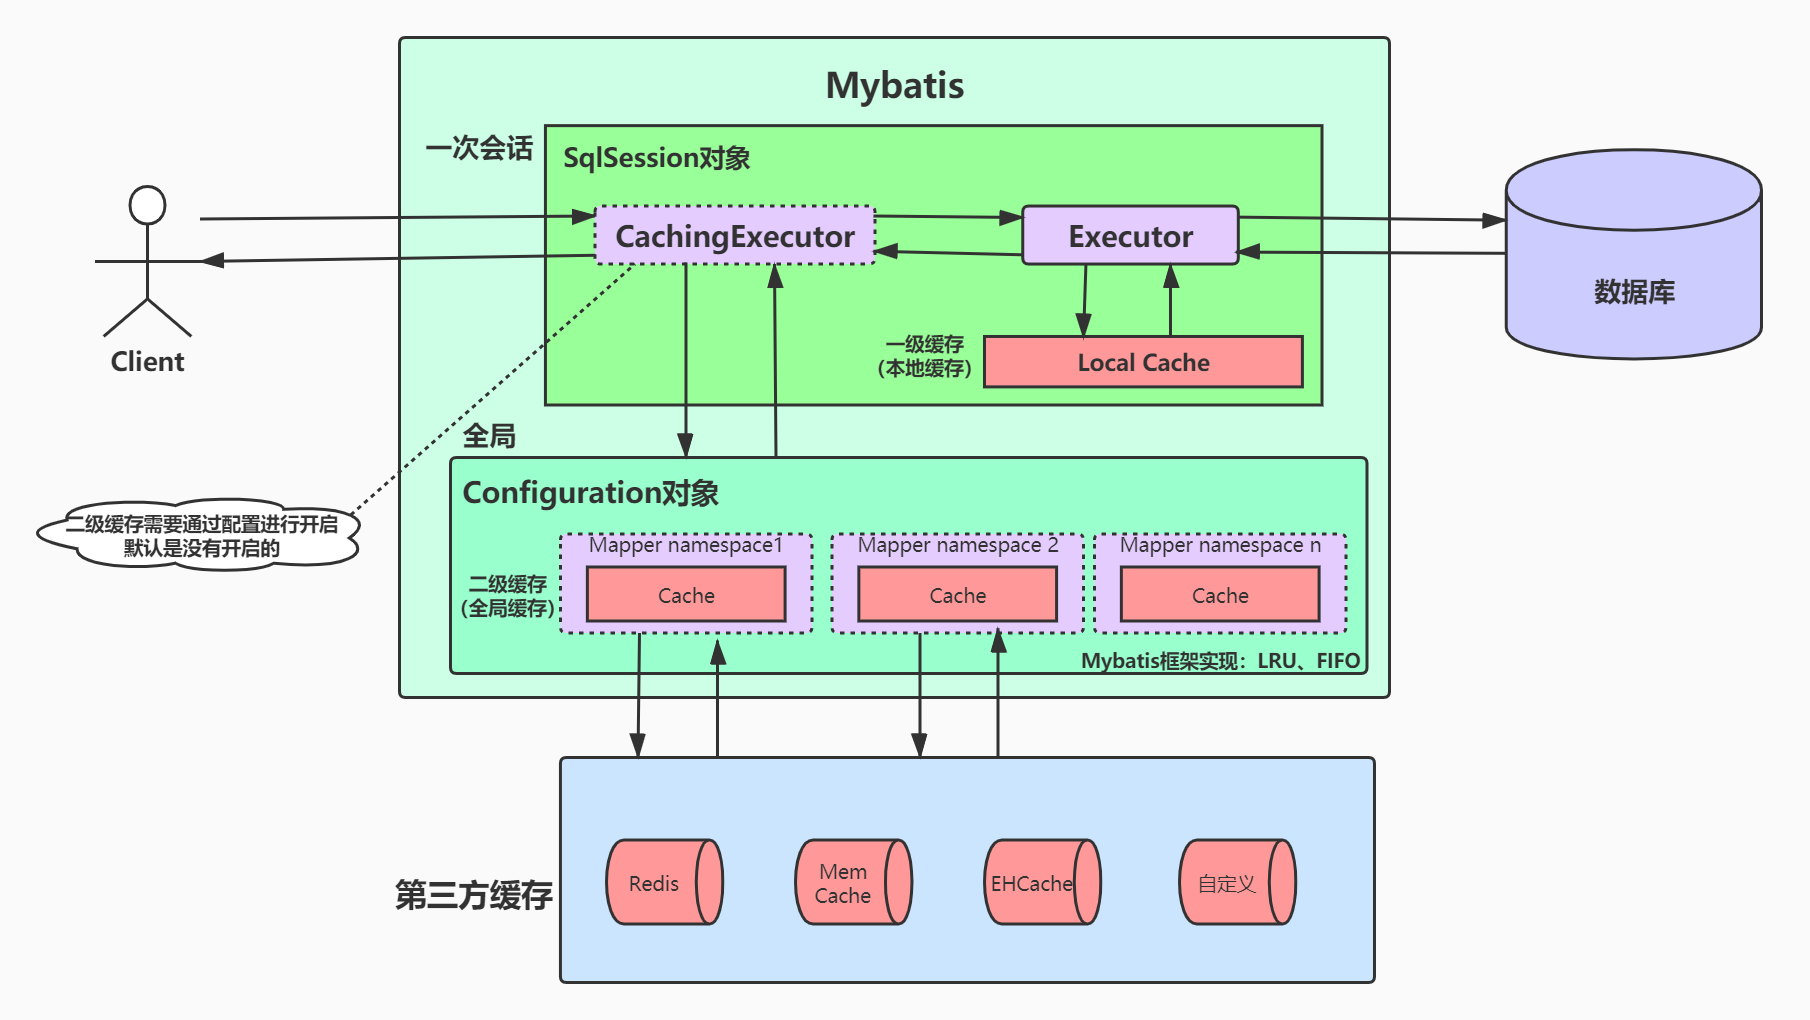 Mybatis
一次会话
SqlSession对象
CachingExecutor
Executor
数据库
Client
一级缓存
（本地缓存）
Local Cache
全局
Configuration对象
二级缓存需要通过配置进行开启
默认是没有开启的
Mapper namespace1
Mapper namespace 2
Mapper namespace n
二级缓存
（全局缓存）
Cache
Cache
Cache
Mybatis框架实现：LRU、FIFO
第三方缓存
Redis
Mem
Cache
EHCache
自定义